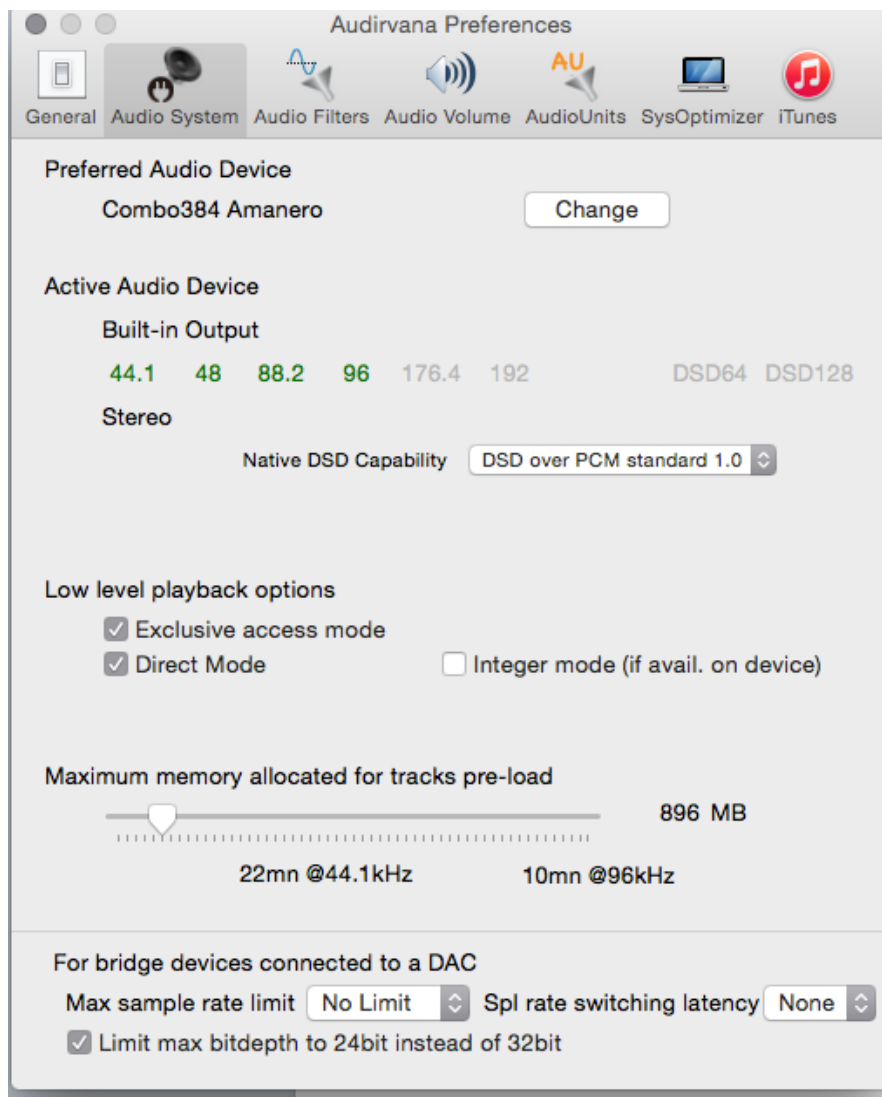 Audirvana Preferences
AU
General Audio System Audio Filters Audio Volume AudioUnits SysOptimizer iTunes
Preferred Audio Device
Combo384 Amanero Change
Active Audio Device
Built-in Output
44.1 48 88.2 96 176.4 192 DSD64 DSD128
Stereo
Native DSD Capability DSD over PCM standard 1.0
Low level playback options
Exclusive access mode
Direct Mode Integer mode (if avail. on device)
Maximum memory allocated for tracks pre-load
896 MB
22mn @44.1kHz 10mn @96kHz
For bridge devices connected to a DAC
Max sample rate limit No Limit Spl rate switching latency None
Limit max bitdepth to 24bit instead of 32bit